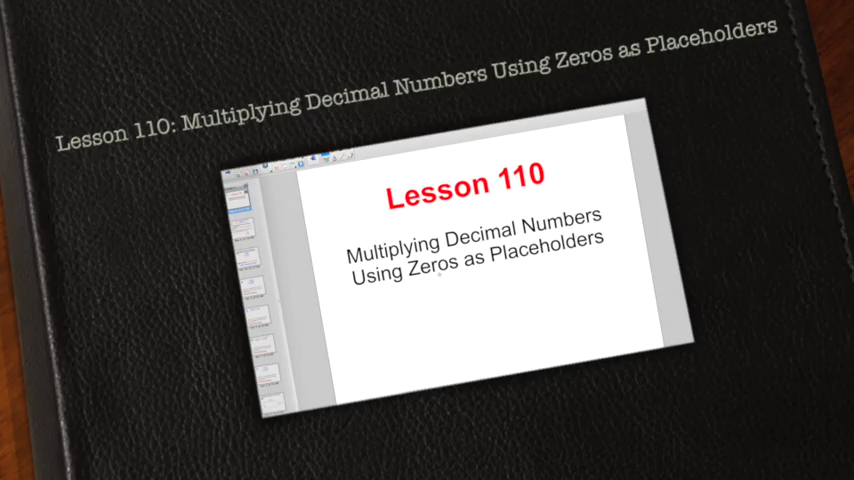 Lesson 110: Multiplying Decimal Numbers Using Zeros as Placeholders
Lesson 110
Multiplying Decimal Numbers
Using Zeros as Placeholders